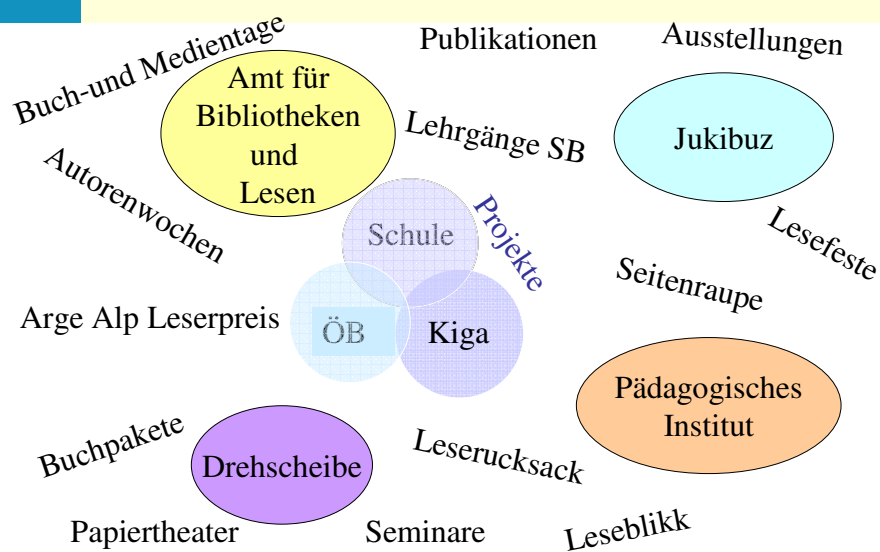 Buch-und Medientage
Publikationen
Ausstellungen
Amt für
Bibliotheken
und
Lesen
Lehrgänge SB
Jukibuz
Autorenwochen
Schule
Projekte
Lesefeste
Seitenraupe
Arge Alp Leserpreis
ÖB
Kiga
Pädagogisches
Institut
Buchpakete
Drehscheibe
Leserucksack
Papiertheater
Seminare
Leseblikk